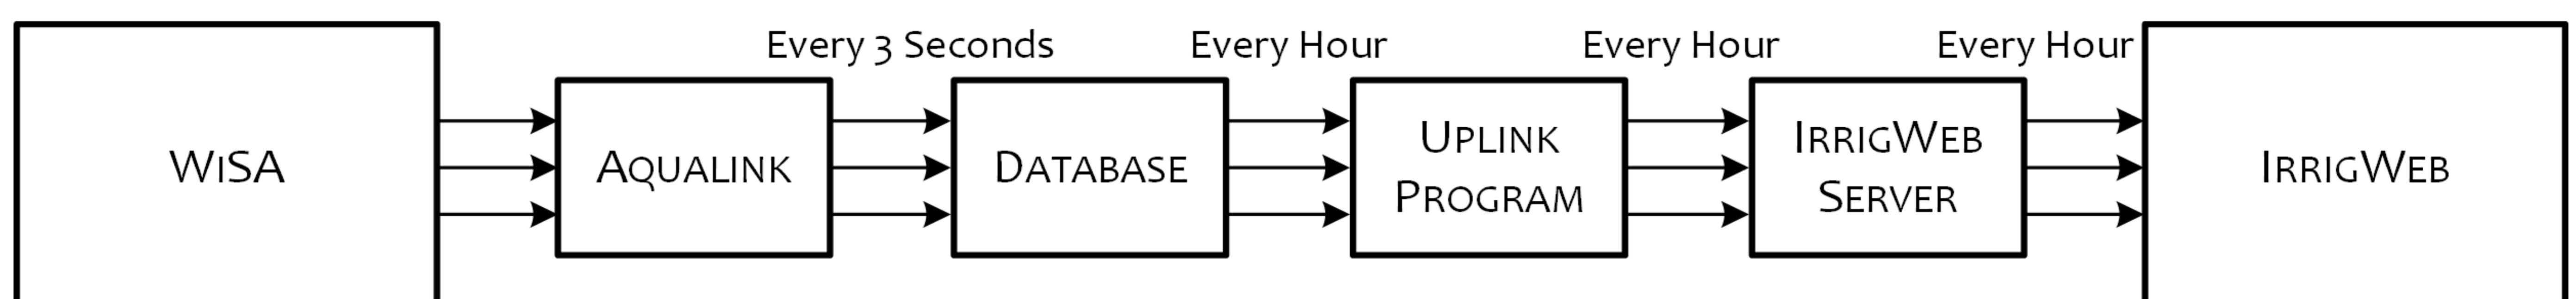 Every 3 Seconds
Every Hour
Every Hour
Every Hour
WISA
AQUALINK
DATABASE
UPLINK
PROGRAM
IRRIGWEB
SERVER
IRRIGWEB